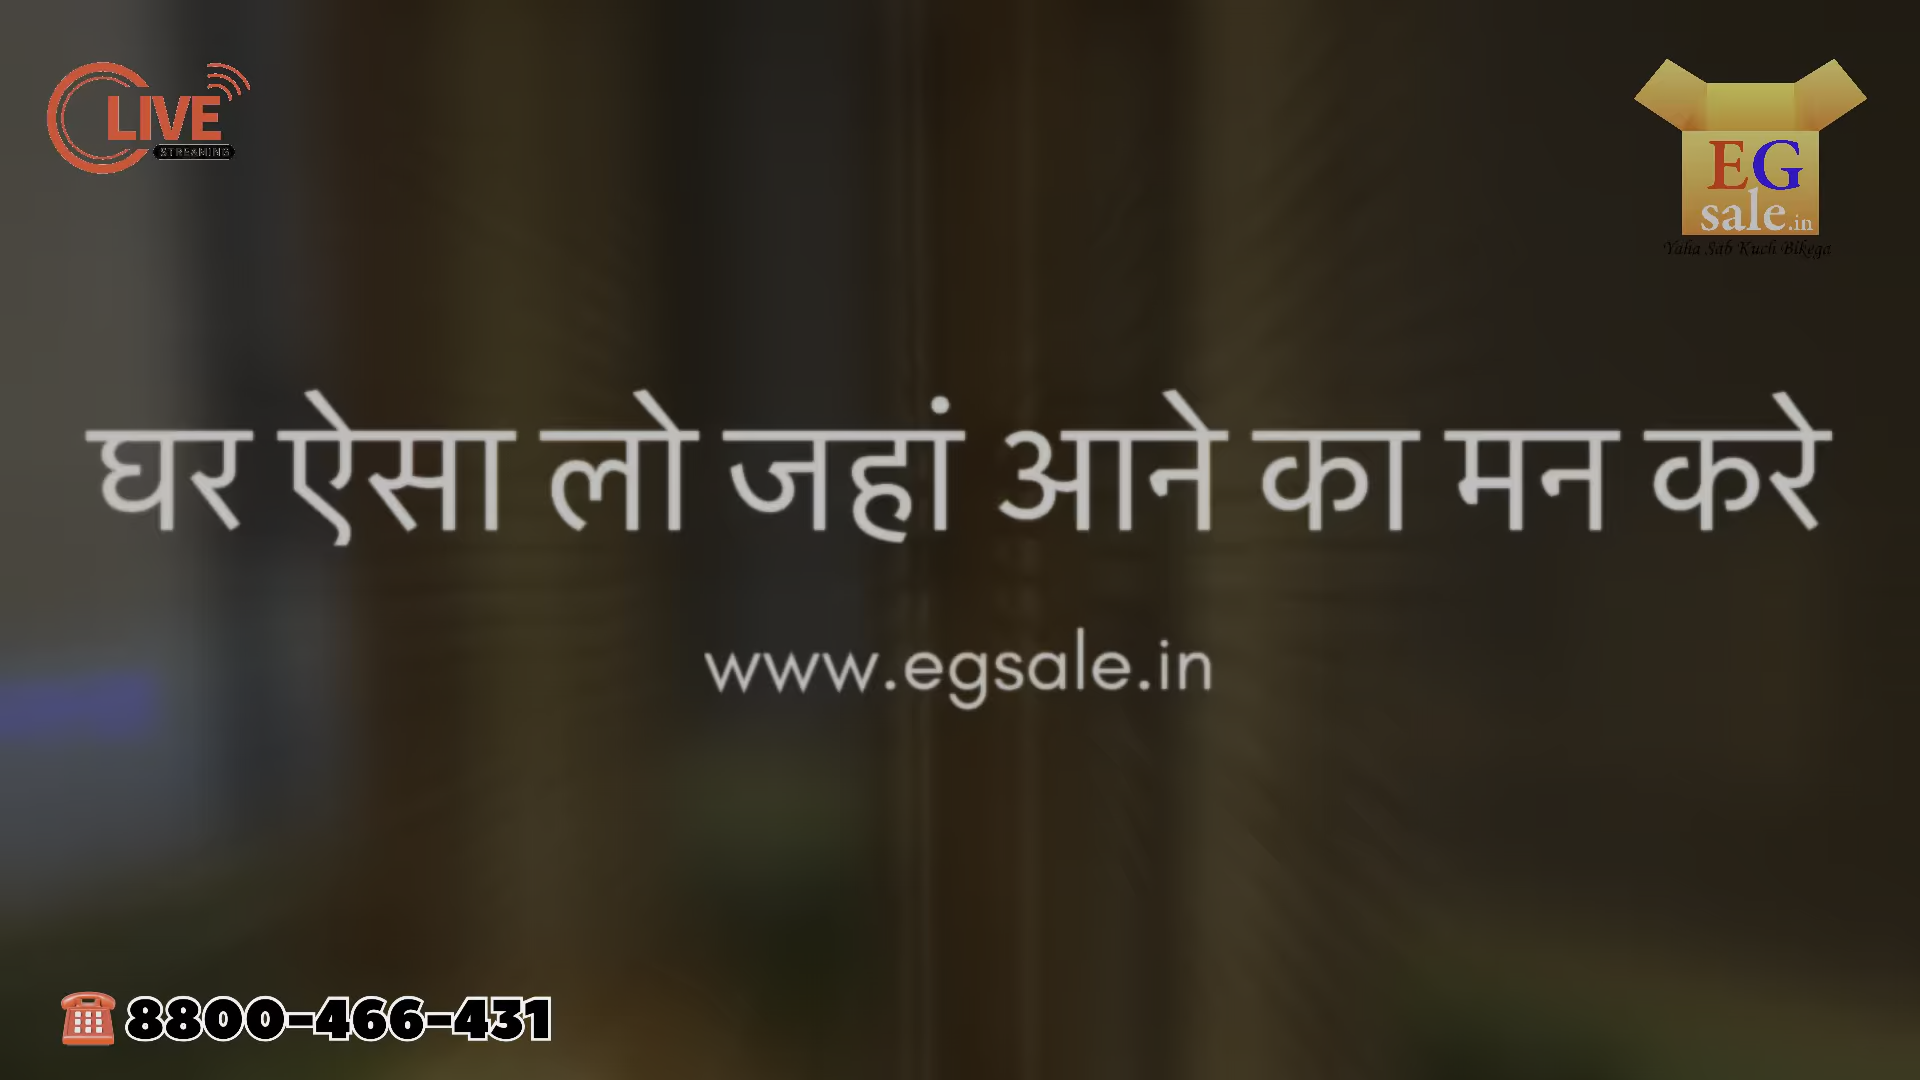 LIVE
STREAMING
EG
sale.in
Yaha Sab Kuch Bikega
घर ऐसा लो जहां आने का मन करे
www.egsale.in
8800-466-431